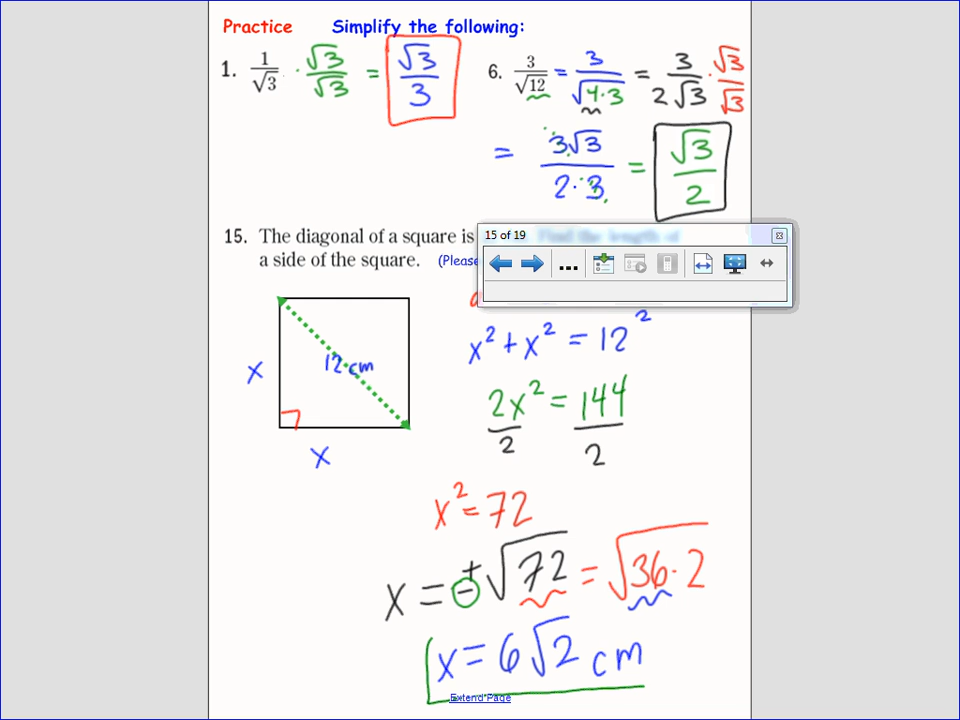 Practice Simplify the following:
1. 1/√3 · √3/√3 = √3/3
6. 3/√12 = 3/√4·3 = 3/2√3 · √3/√3
= 3√3/2·3 = √3/2
15. The diagonal of a square is
a side of the square. (Please
15 of 19
...
12 cm
x
x
x² + x² = 12²
2x²/2 = 144/2
x² = 72
x = ±√72 = √36·2
x = 6√2 cm
Extend Page